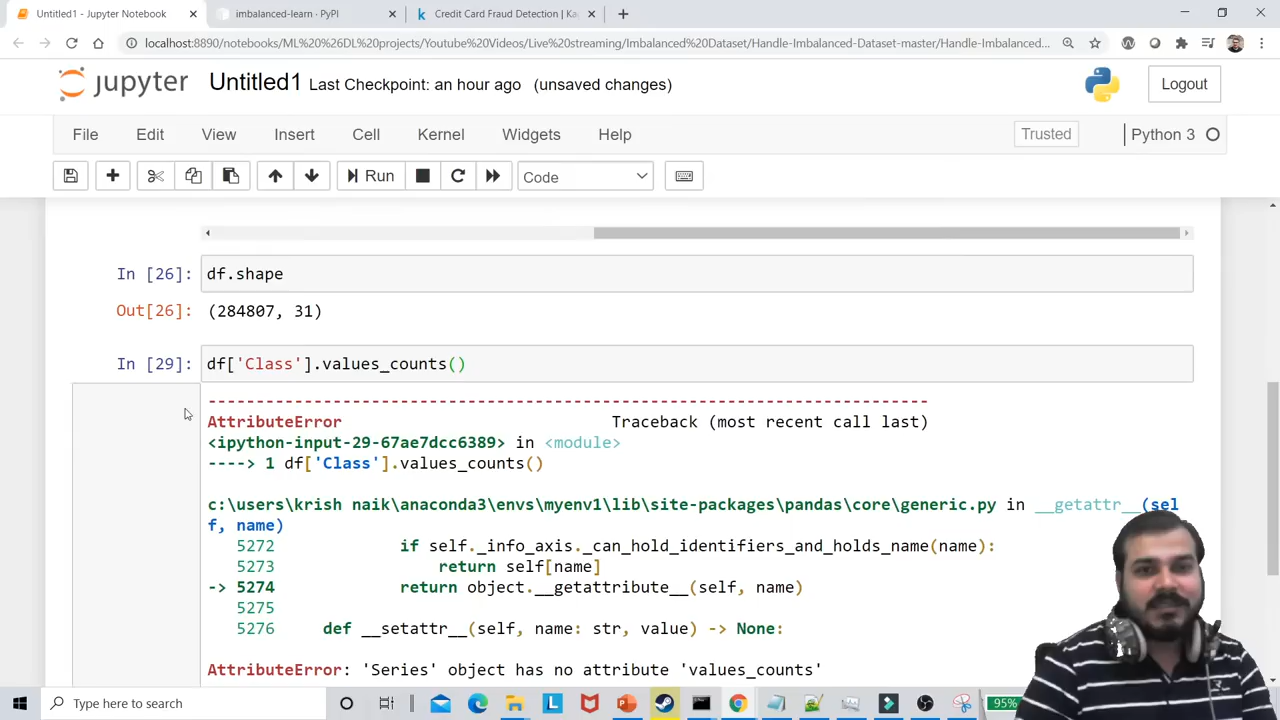 Untitled1 - Jupyter Notebook
imbalanced-learn · PyPI
Credit Card Fraud Detection | Ka
localhost:8890/notebooks/ML%20%26%20DL%20projects/Youtube%20Videos/Live%20streaming/Imbalanced%20Dataset/Handle-Imbalanced-Dataset-master/Handle-Imbalanced...
jupyter Untitled1 Last Checkpoint: an hour ago (unsaved changes)
Logout
File Edit View Insert Cell Kernel Widgets Help
Trusted
Python 3
Run
Code
In [26]: df.shape
Out[26]: (284807, 31)
In [29]: df['Class'].values_counts()
---------------------------------------------------------------------------
AttributeError Traceback (most recent call last)
<ipython-input-29-67ae7dcc6389> in <module>
----> 1 df['Class'].values_counts()
c:\users\krish naik\anaconda3\envs\myenv1\lib\site-packages\pandas\core\generic.py in __getattr__(sel
f, name)
5272 if self._info_axis._can_hold_identifiers_and_holds_name(name):
5273 return self[name]
-> 5274 return object.__getattribute__(self, name)
5275
5276 def __setattr__(self, name: str, value) -> None:
AttributeError: 'Series' object has no attribute 'values_counts'
Type here to search
95%